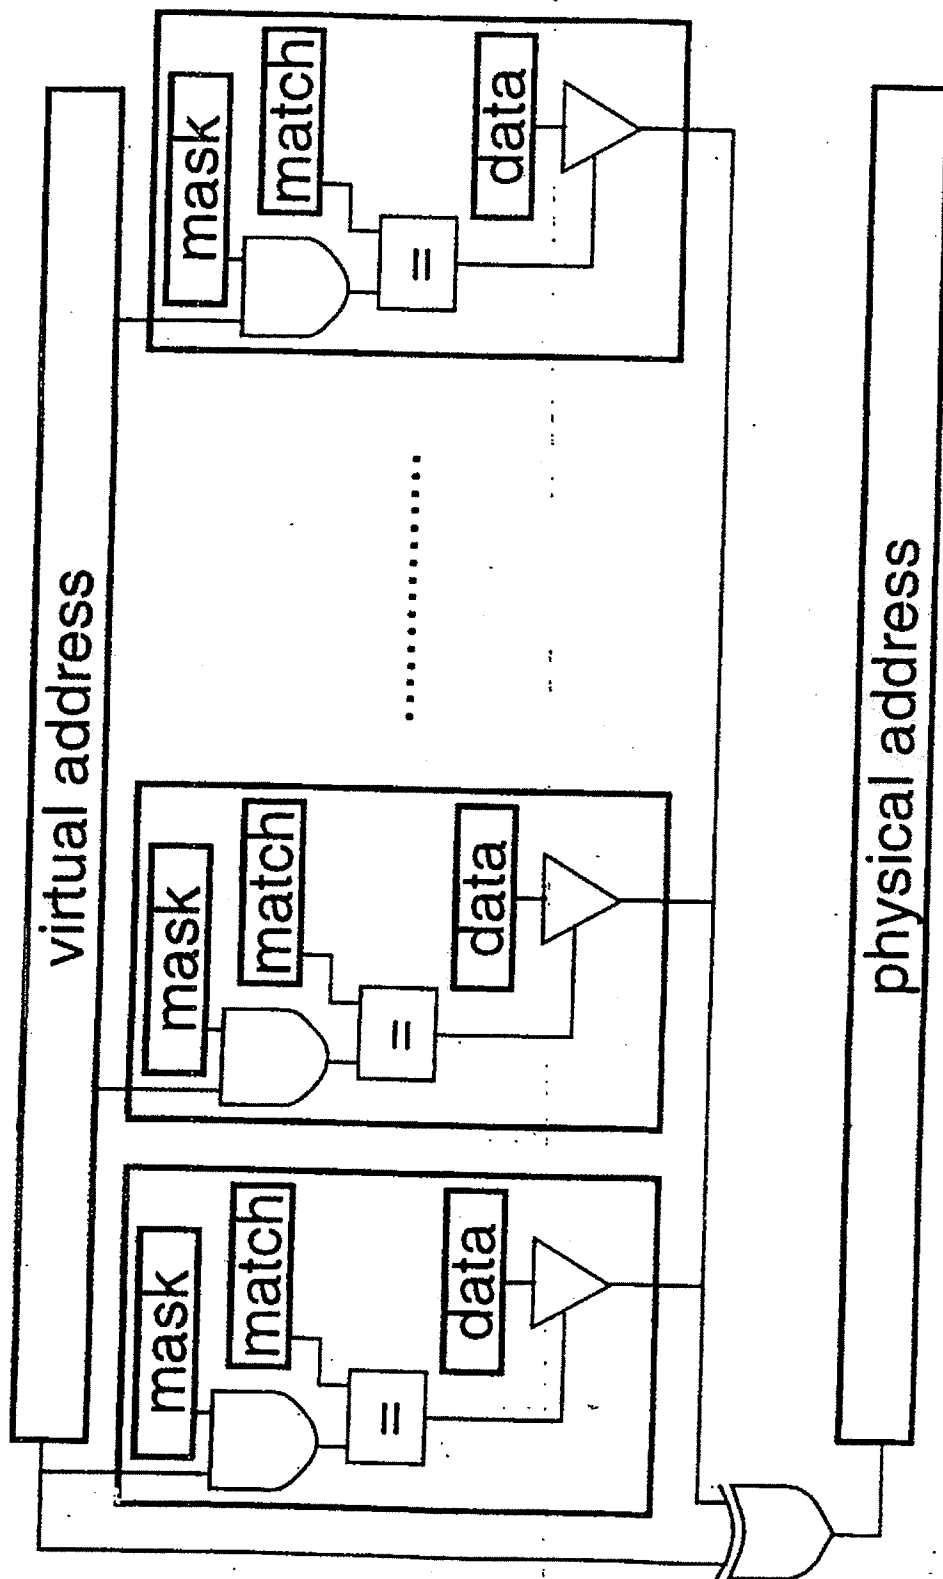 virtual address
mask
match
=
data
mask
match
=
data
mask
match
=
data
physical address